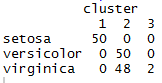 cluster
1 2 3
setosa 50 0 0
versicolor 0 50 0
virginica 0 48 2